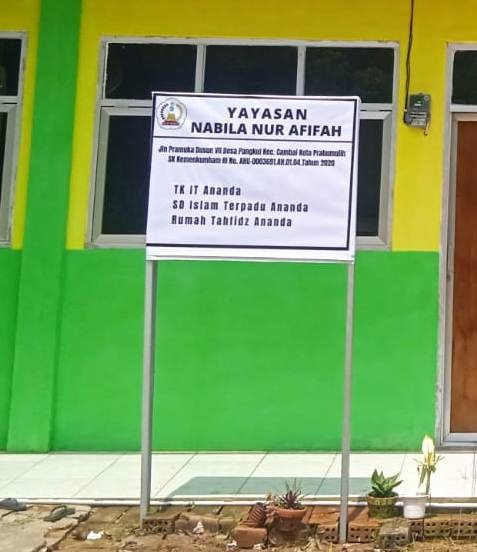 YAYASAN
NABILA NUR AFIFAH
Jln Pramuka Dusun VII Desa Pangkul Kec. Cambai Kota Prabumulih
SK Kemenkumham RI No. AHU-0003691.AH.01.04.Tahun 2020
TK IT Ananda
SD Islam Terpadu Ananda
Rumah Tahfidz Ananda